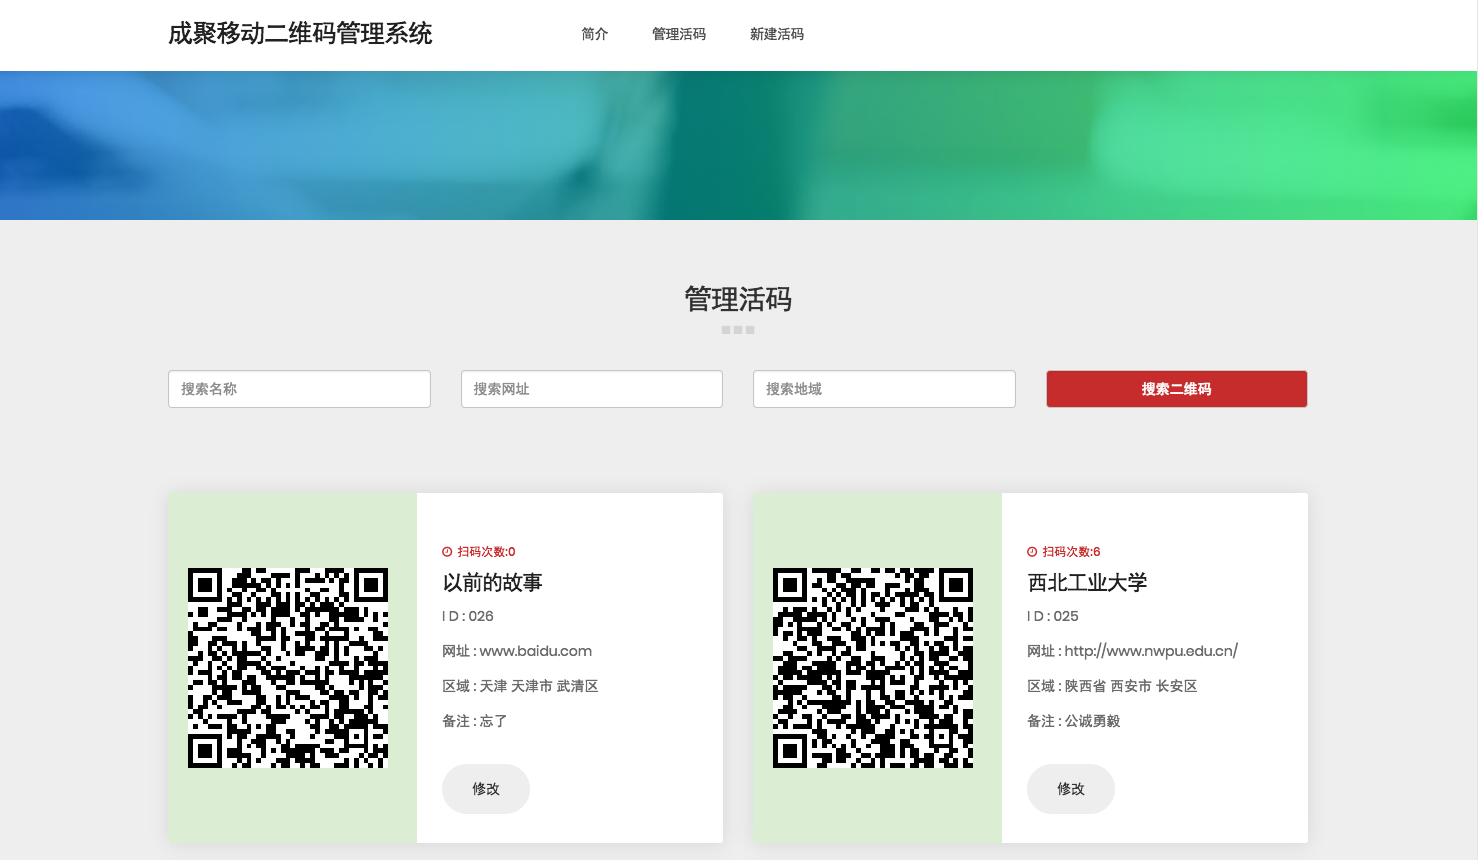 成聚移动二维码管理系统
简介 管理活码 新建活码
管理活码
搜索名称 搜索网址 搜索地域 搜索二维码
扫码次数:0
以前的故事
I D : 026
网址 : www.baidu.com
区域 : 天津 天津市 武清区
备注 : 忘了
修改
扫码次数:6
西北工业大学
I D : 025
网址 : http://www.nwpu.edu.cn/
区域 : 陕西省 西安市 长安区
备注 : 公诚勇毅
修改